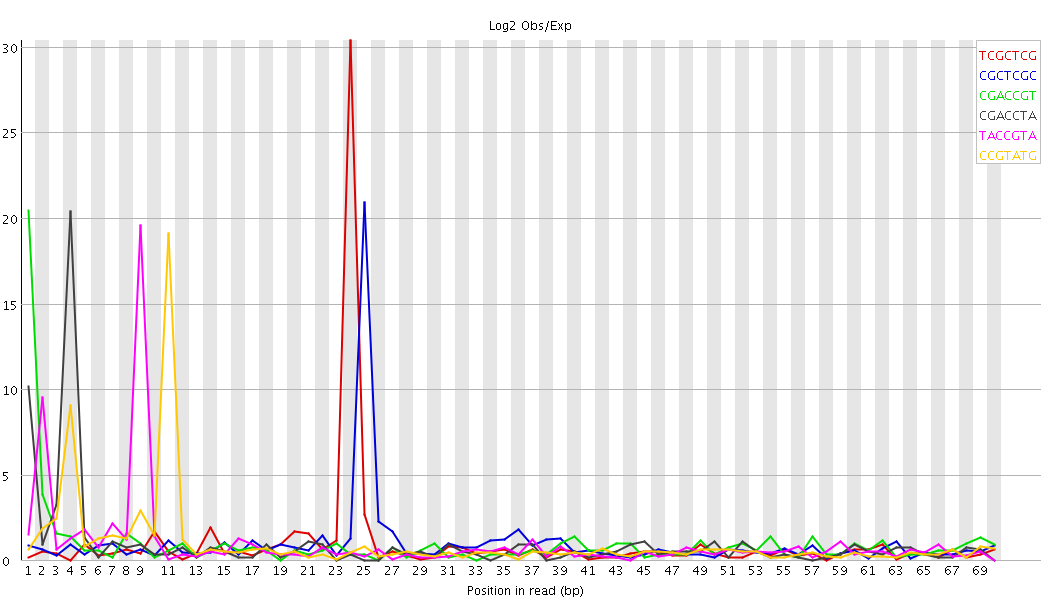 Log2 Obs/Exp
30
25
20
15
10
5
0
TCGCTCG
CGCTCGC
CGACCGT
CGACCTA
TACCGTA
CCGTATG
1 2 3 4 5 6 7 8 9 11 13 15 17 19 21 23 25 27 29 31 33 35 37 39 41 43 45 47 49 51 53 55 57 59 61 63 65 67 69
Position in read (bp)